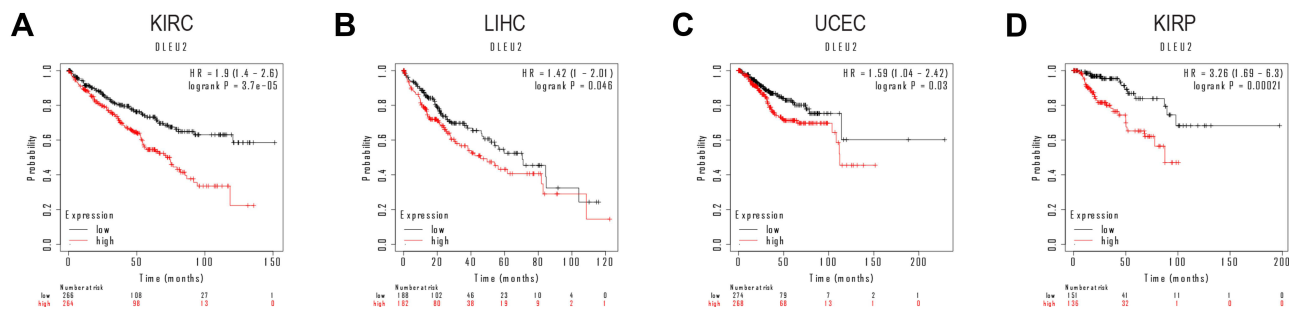 A
KIRC
DLEU2
HR = 1.9 (1.4 – 2.6)
logrank P = 3.7e-05
Probability
1.0
0.8
0.6
0.4
0.2
0.0
Expression
low
high
0 50 100 150
Time (months)
Number at risk
low 266 108 27 1
high 264 98 13 0
B
LIHC
DLEU2
HR = 1.42 (1 – 2.01)
logrank P = 0.046
Probability
1.0
0.8
0.6
0.4
0.2
0.0
Expression
low
high
0 20 40 60 80 100 120
Time (months)
Number at risk
low 188 102 46 23 10 4 0
high 182 80 38 19 9 2 1
C
UCEC
DLEU2
HR = 1.59 (1.04 – 2.42)
logrank P = 0.03
Probability
1.0
0.8
0.6
0.4
0.2
0.0
Expression
low
high
0 50 100 150 200
Time (months)
Number at risk
low 274 79 7 2 1
high 268 68 13 1 0
D
KIRP
DLEU2
HR = 3.26 (1.69 – 6.3)
logrank P = 0.00021
Probability
1.0
0.8
0.6
0.4
0.2
0.0
Expression
low
high
0 50 100 150 200
Time (months)
Number at risk
low 151 41 11 1 0
high 136 32 1 0 0